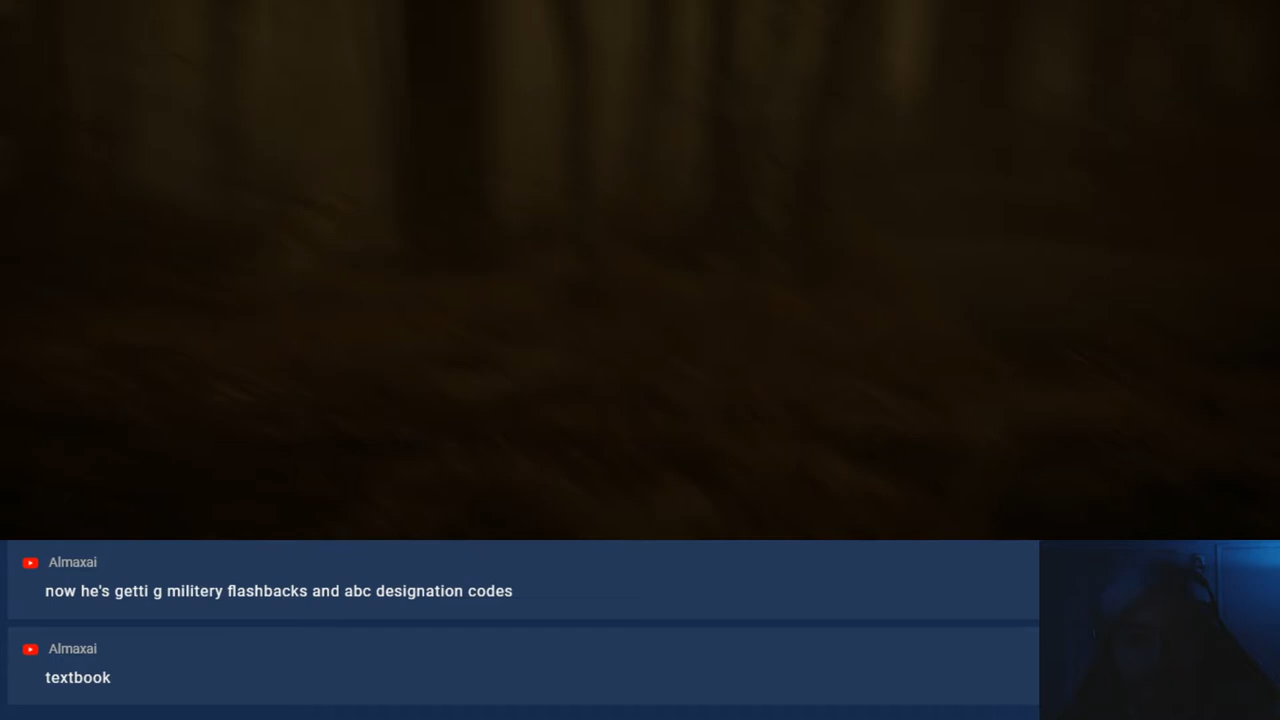 Almaxai
now he's getti g militery flashbacks and abc designation codes
Almaxai
textbook